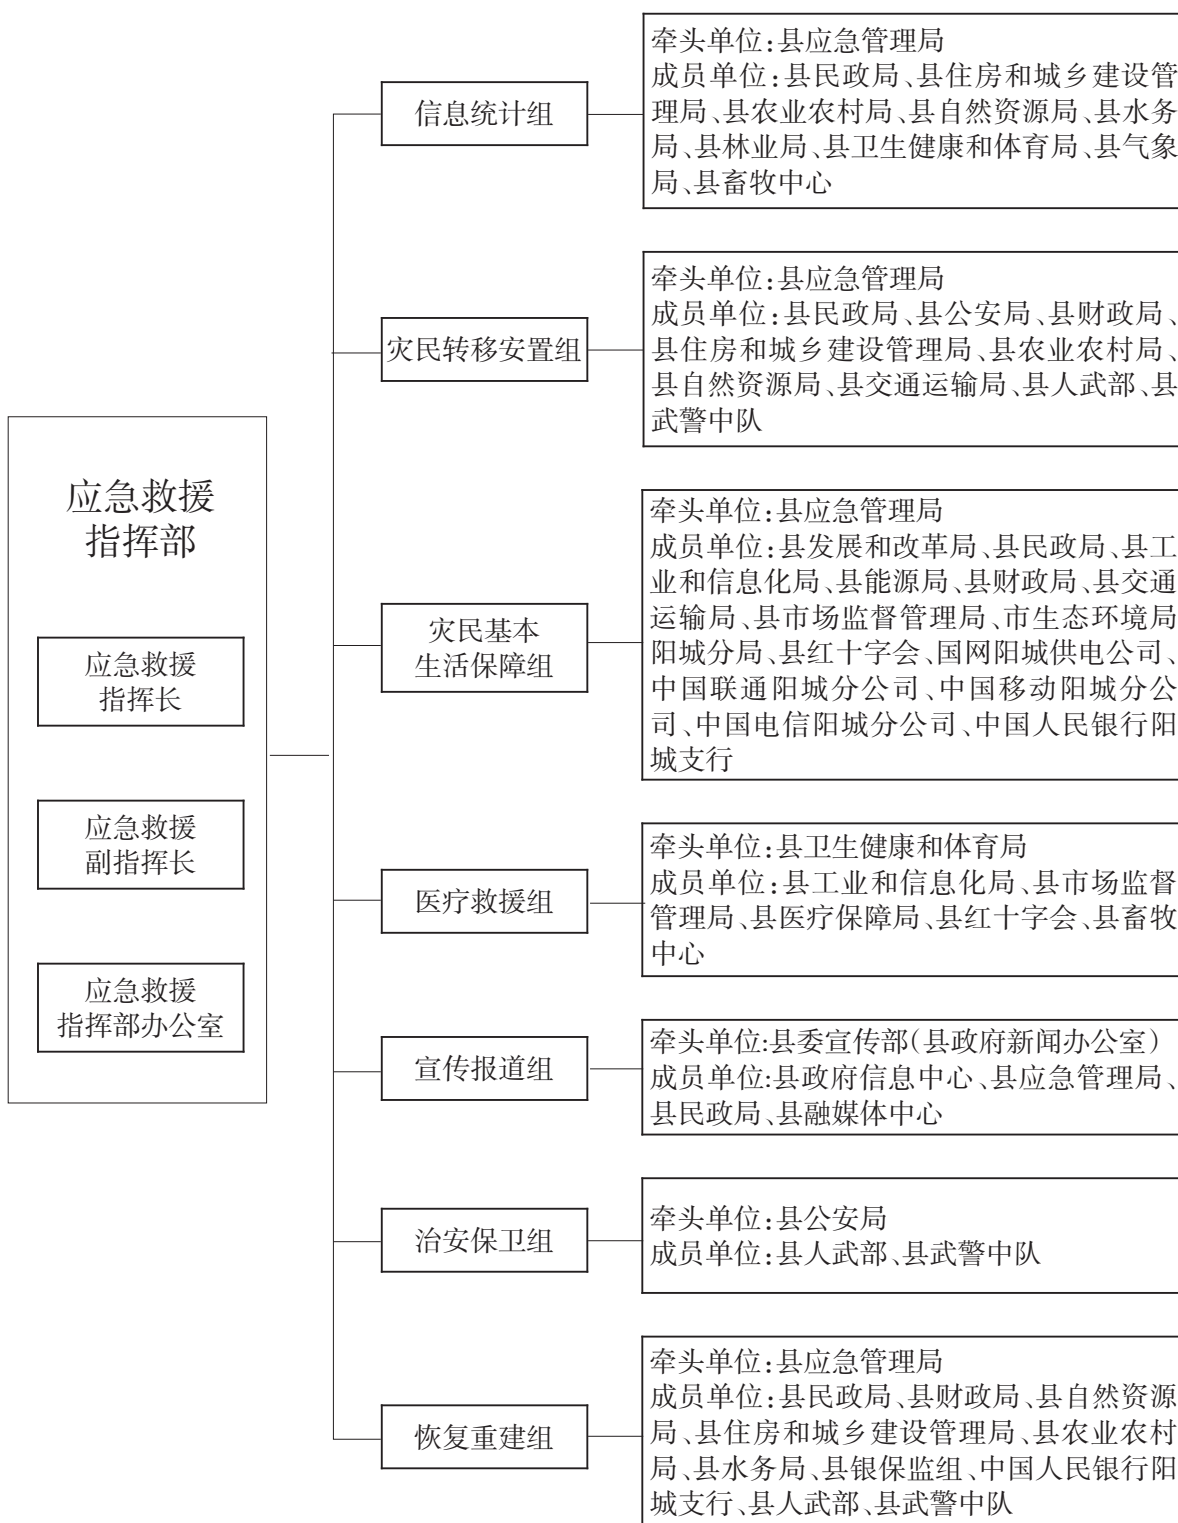 应急救援
指挥部
应急救援
指挥长
应急救援
副指挥长
应急救援
指挥部办公室
信息统计组
牵头单位:县应急管理局
成员单位:县民政局、县住房和城乡建设管
理局、县农业农村局、县自然资源局、县水务
局、县林业局、县卫生健康和体育局、县气象
局、县畜牧中心
灾民转移安置组
牵头单位:县应急管理局
成员单位:县民政局、县公安局、县财政局、
县住房和城乡建设管理局、县农业农村局、
县自然资源局、县交通运输局、县人武部、县
武警中队
灾民基本
生活保障组
牵头单位:县应急管理局
成员单位:县发展和改革局、县民政局、县工
业和信息化局、县能源局、县财政局、县交通
运输局、县市场监督管理局、市生态环境局
阳城分局、县红十字会、国网阳城供电公司、
中国联通阳城分公司、中国移动阳城分公
司、中国电信阳城分公司、中国人民银行阳
城支行
医疗救援组
牵头单位:县卫生健康和体育局
成员单位:县工业和信息化局、县市场监督
管理局、县医疗保障局、县红十字会、县畜牧
中心
宣传报道组
牵头单位:县委宣传部(县政府新闻办公室)
成员单位:县政府信息中心、县应急管理局、
县民政局、县融媒体中心
治安保卫组
牵头单位:县公安局
成员单位:县人武部、县武警中队
恢复重建组
牵头单位:县应急管理局
成员单位:县民政局、县财政局、县自然资源
局、县住房和城乡建设管理局、县农业农村
局、县水务局、县银保监组、中国人民银行阳
城支行、县人武部、县武警中队